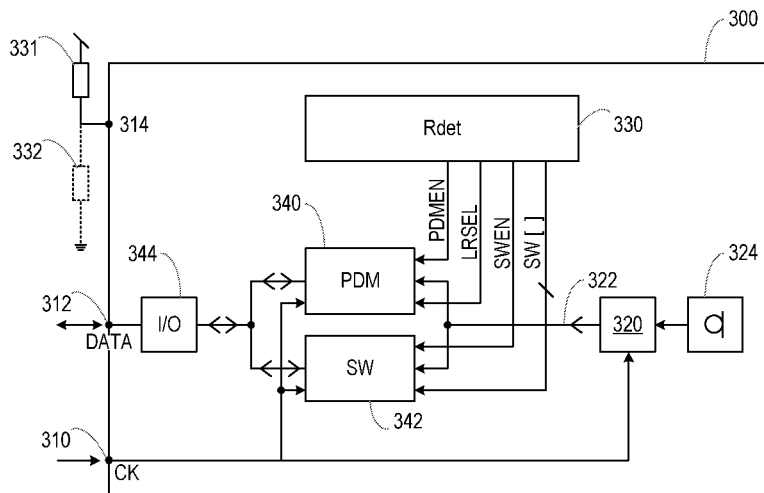 331
300
314
Rdet
330
332
PDMEN
LRSEL
SWEN
SW [ ]
340
344
322
324
312
I/O
PDM
320
DATA
SW
310
342
CK